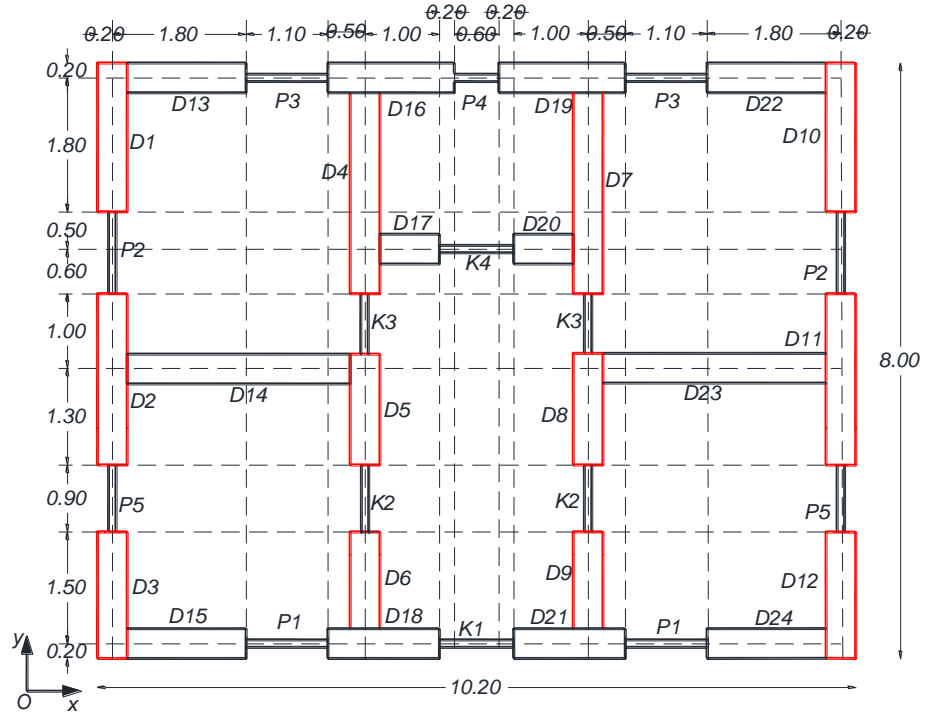 0.20 0.20
0.20 1.80 1.10 0.50 1.00 0.60 1.00 0.50 1.10 1.80 0.20
0.20
D13 P3 D16 P4 D19 P3 D22
1.80 D1 D10
D4 D7
0.50 D17 D20
P2 P2
0.60 K4
1.00 K3 K3
D11
8.00
D14 D23
1.30 D2 D5 D8
0.90 P5 K2 K2 P5
1.50 D3 D6 D9 D12
D15 P1 D18 K1 D21 P1 D24
y
0.20
10.20
O x